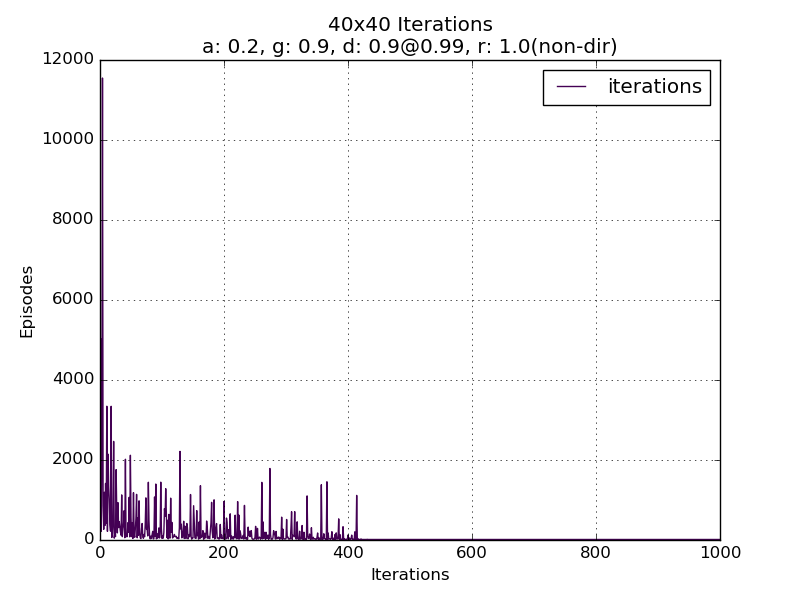 40x40 Iterations
a: 0.2, g: 0.9, d: 0.9@0.99, r: 1.0(non-dir)
iterations
12000
10000
8000
6000
4000
2000
0
Episodes
0 200 400 600 800 1000
Iterations